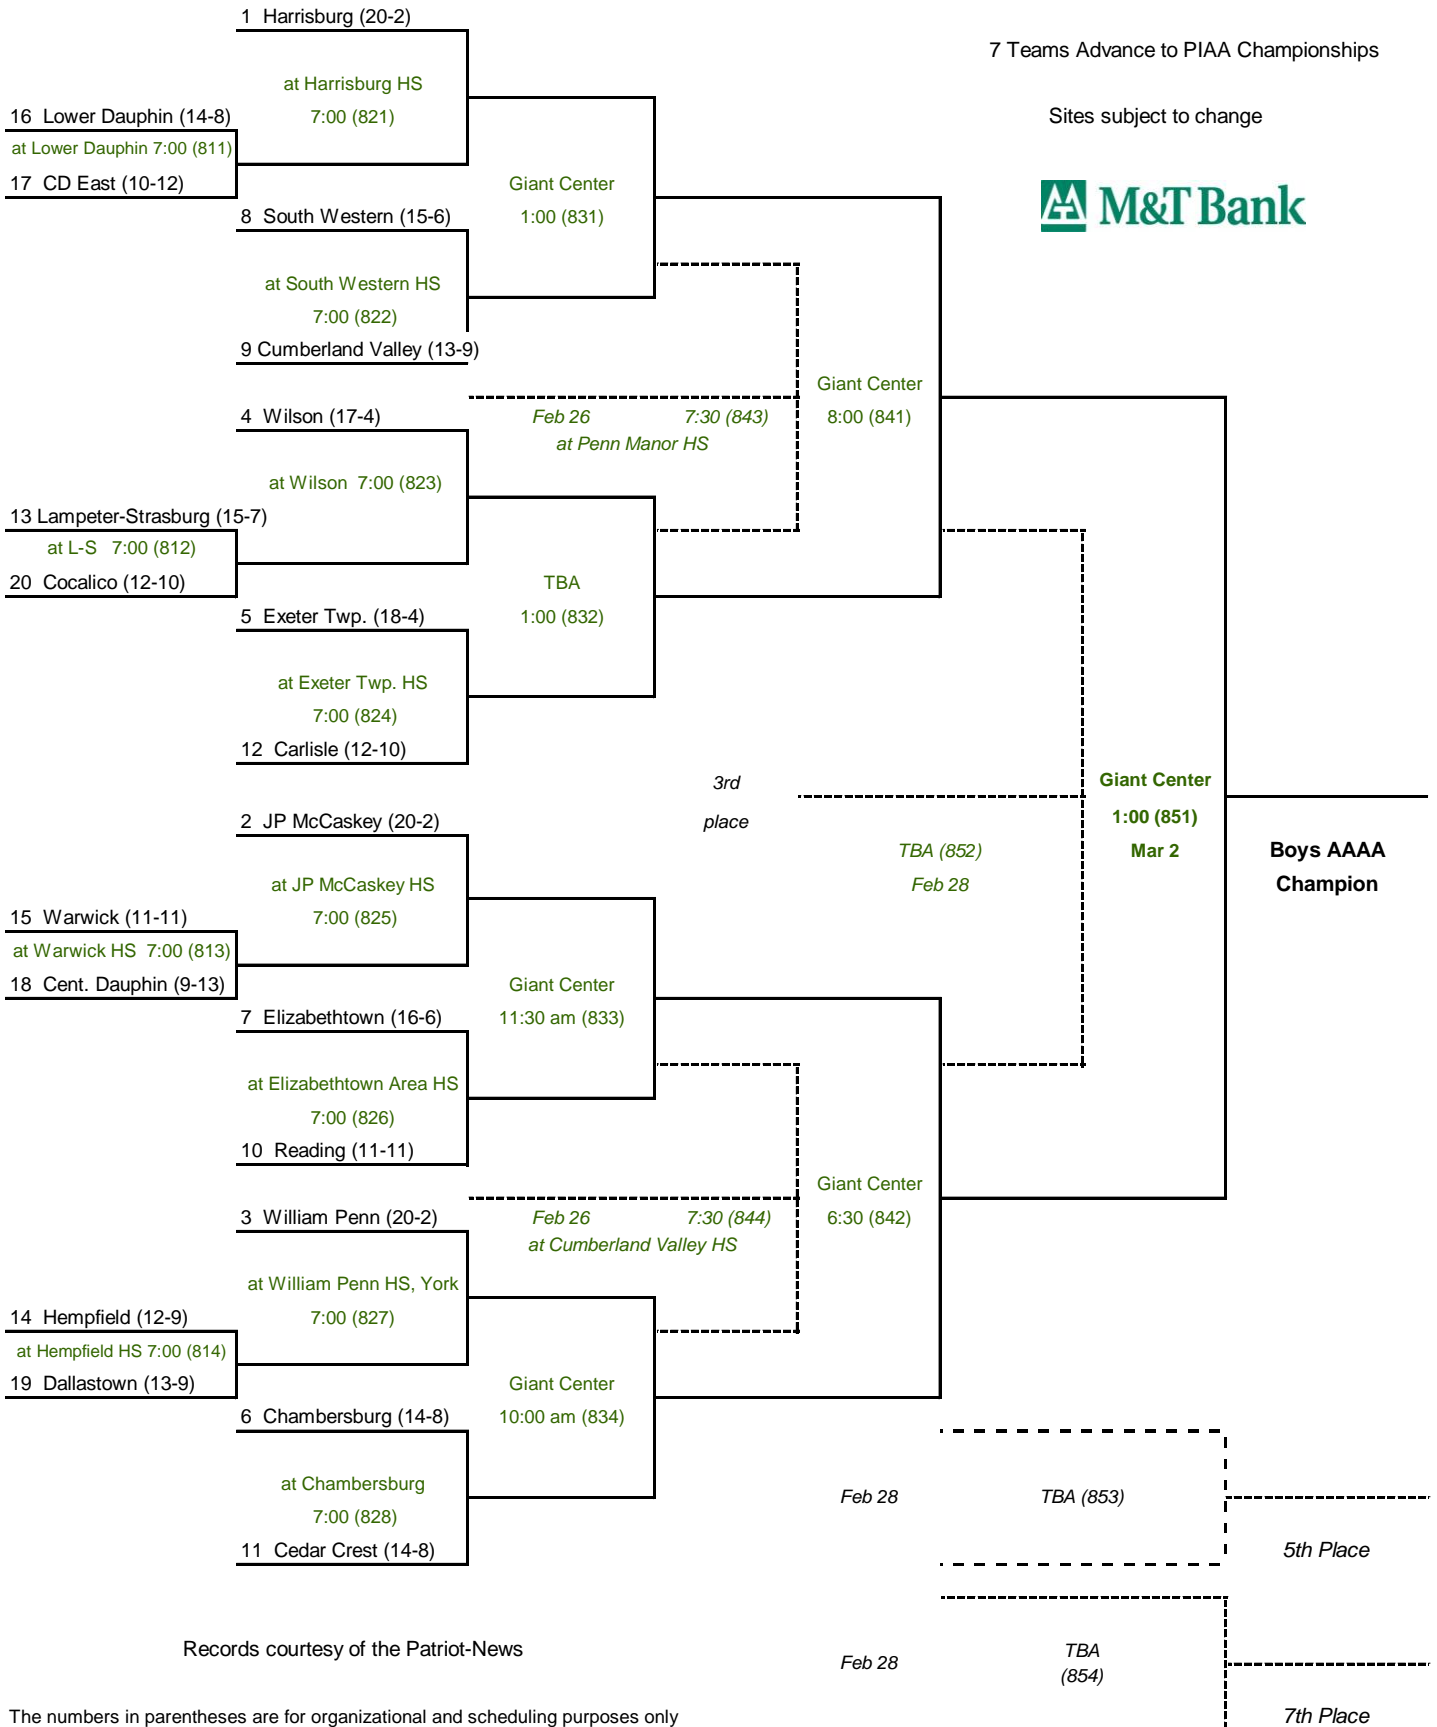 1  Harrisburg (20-2)
7 Teams Advance to PIAA Championships
at Harrisburg HS
16  Lower Dauphin (14-8)
7:00 (821)
Sites subject to change
at Lower Dauphin 7:00 (811)
17  CD East (10-12)
Giant Center
M&T Bank
8  South Western (15-6)
1:00 (831)
at South Western HS
7:00 (822)
9 Cumberland Valley (13-9)
Giant Center
4  Wilson (17-4)
Feb 26
7:30 (843)
8:00 (841)
at Penn Manor HS
at Wilson  7:00 (823)
13 Lampeter-Strasburg (15-7)
at L-S   7:00 (812)
20  Cocalico (12-10)
TBA
5  Exeter Twp. (18-4)
1:00 (832)
at Exeter Twp. HS
7:00 (824)
12  Carlisle (12-10)
3rd
Giant Center
2  JP McCaskey (20-2)
place
1:00 (851)
TBA (852)
Mar 2
Boys AAAA
at JP McCaskey HS
Feb 28
Champion
15  Warwick (11-11)
7:00 (825)
at Warwick HS  7:00 (813)
18  Cent. Dauphin (9-13)
Giant Center
7  Elizabethtown (16-6)
11:30 am (833)
at Elizabethtown Area HS
7:00 (826)
10  Reading (11-11)
Giant Center
3  William Penn (20-2)
Feb 26
7:30 (844)
6:30 (842)
at Cumberland Valley HS
at William Penn HS, York
14  Hempfield (12-9)
7:00 (827)
at Hempfield HS 7:00 (814)
19  Dallastown (13-9)
Giant Center
6  Chambersburg (14-8)
10:00 am (834)
at Chambersburg
Feb 28
TBA (853)
7:00 (828)
11  Cedar Crest (14-8)
5th Place
Records courtesy of the Patriot-News
Feb 28
TBA
(854)
The numbers in parentheses are for organizational and scheduling purposes only
7th Place